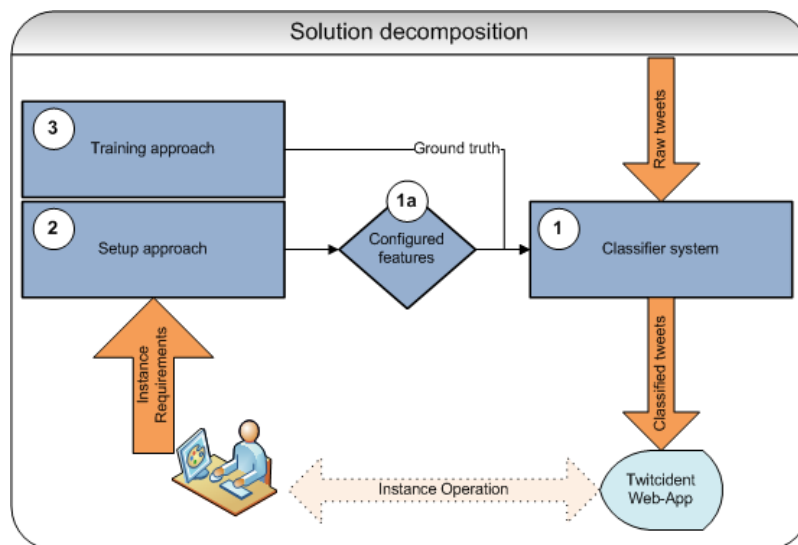 Solution decomposition
3
Training approach
Ground truth
Raw tweets
2
Setup approach
1a
Configured
features
1
Classifier system
Instance
Requirements
Classified tweets
Instance Operation
Twitcident
Web-App